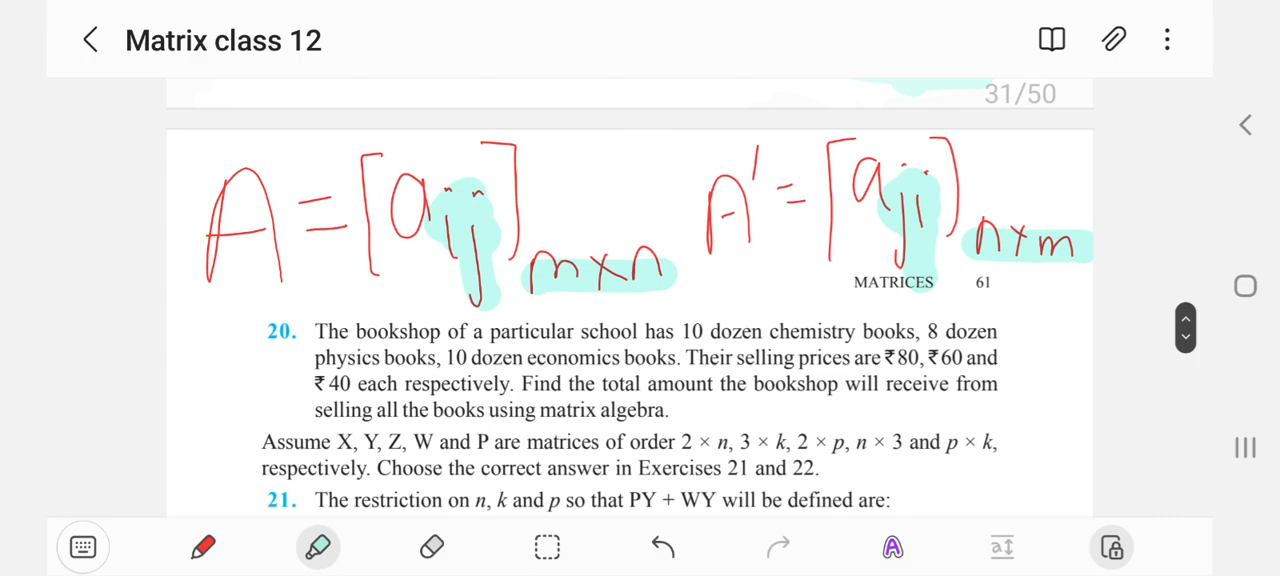 Matrix class 12
31/50
A = [aij]m×n A' = [aji]n×m
MATRICES 61
20. The bookshop of a particular school has 10 dozen chemistry books, 8 dozen
physics books, 10 dozen economics books. Their selling prices are ₹ 80, ₹ 60 and
₹ 40 each respectively. Find the total amount the bookshop will receive from
selling all the books using matrix algebra.
Assume X, Y, Z, W and P are matrices of order 2 × n, 3 × k, 2 × p, n × 3 and p × k,
respectively. Choose the correct answer in Exercises 21 and 22.
21. The restriction on n, k and p so that PY + WY will be defined are: